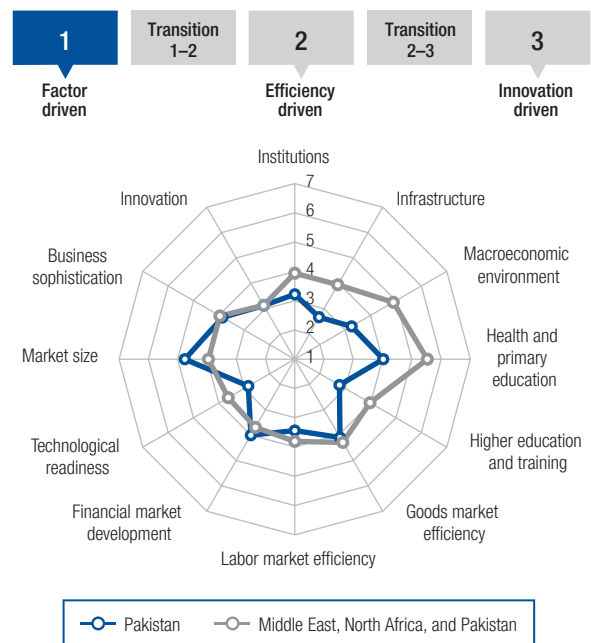 1
Transition
1–2
2
Transition
2–3
3
Factor
driven
Efficiency
driven
Innovation
driven
Institutions
Infrastructure
Macroeconomic
environment
Health and
primary
education
Higher education
and training
Goods market
efficiency
Labor market efficiency
Financial market
development
Technological
readiness
Market size
Business
sophistication
Innovation
7
6
5
4
3
2
1
Pakistan
Middle East, North Africa, and Pakistan